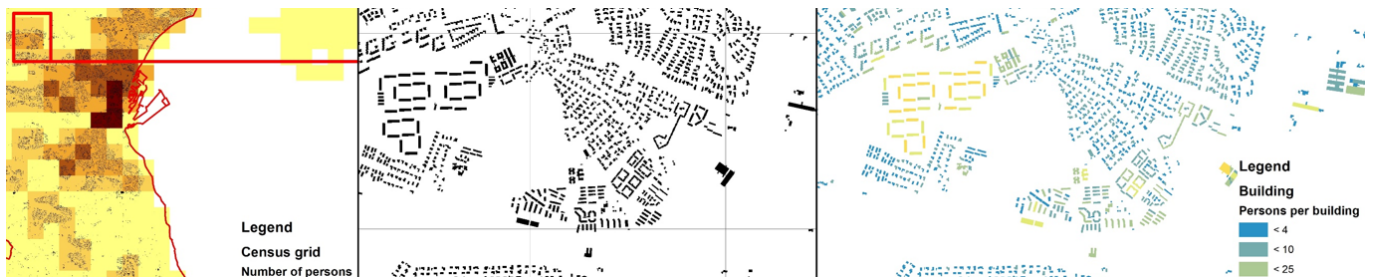 Legend
Census grid
Number of persons
Legend
Building
Persons per building
< 4
< 10
< 25